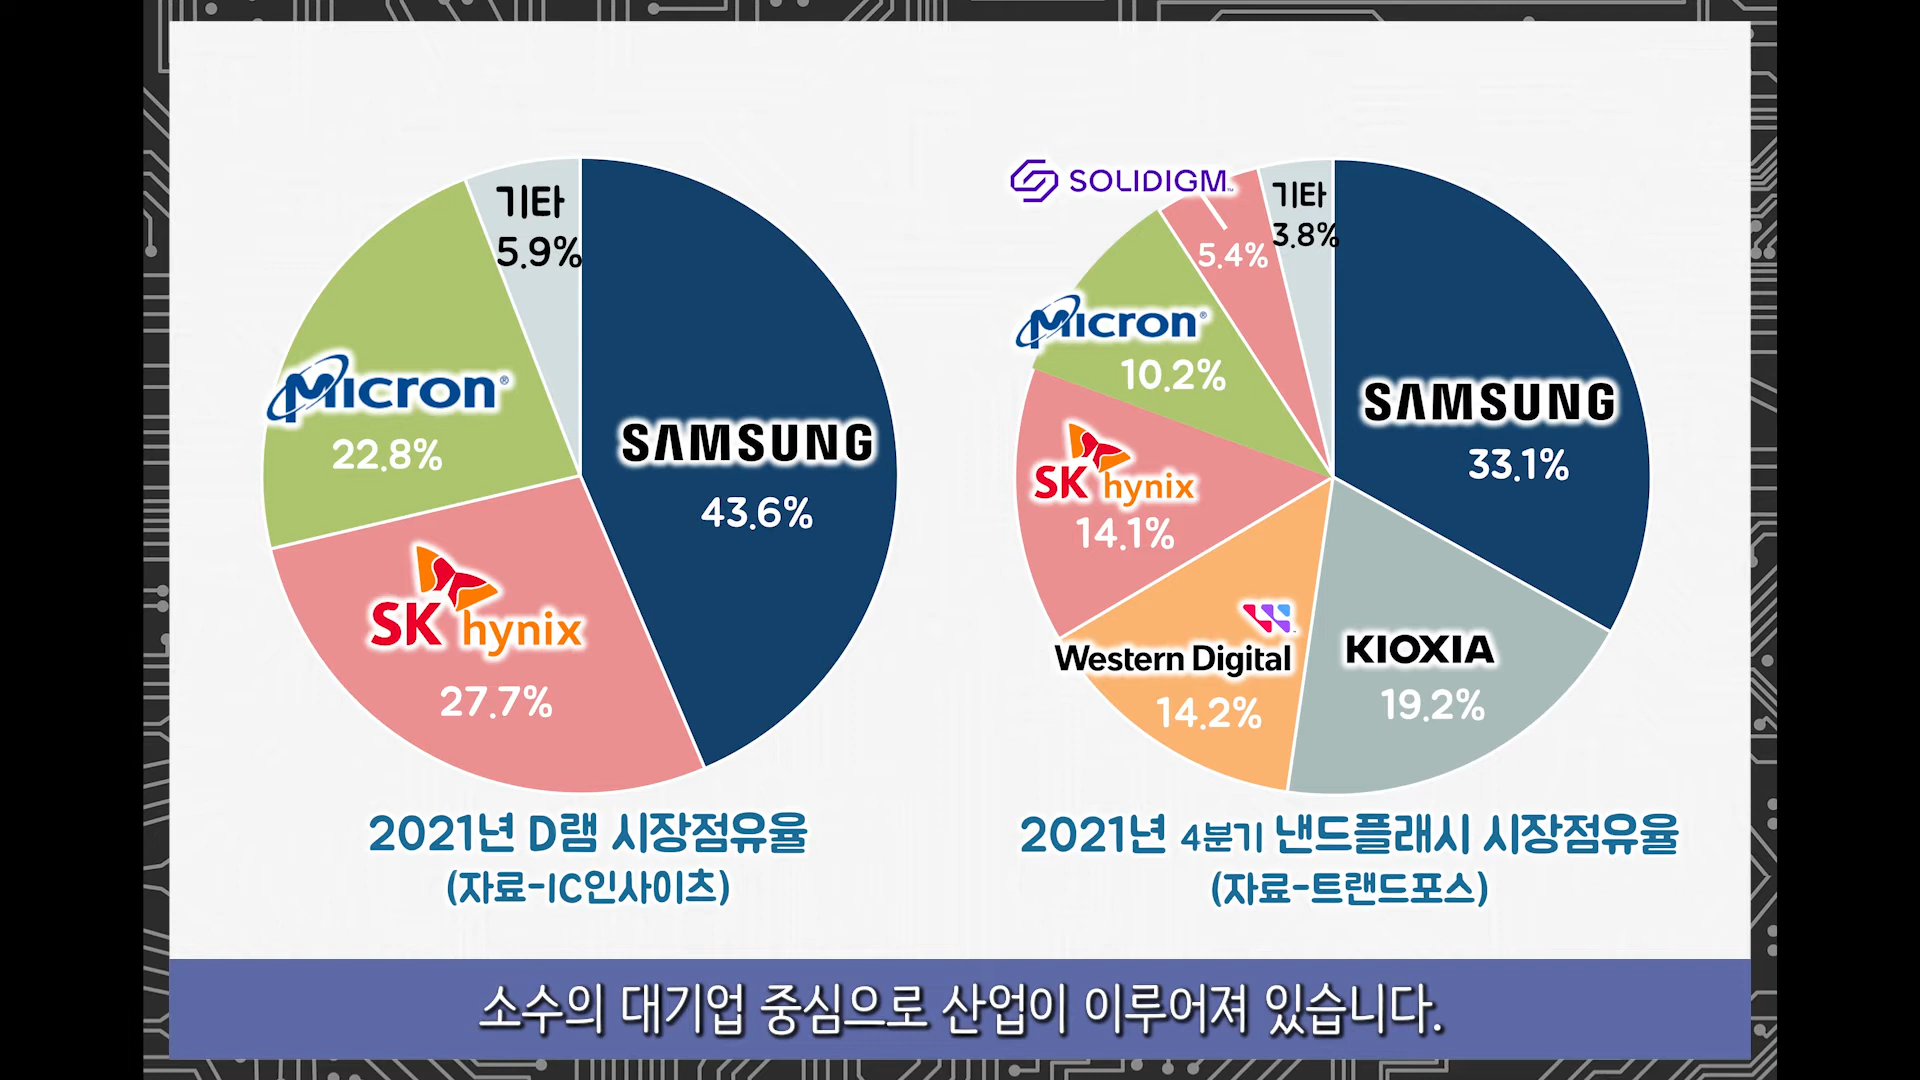 기타
5.9%
Micron®
22.8%
SAMSUNG
43.6%
SK hynix
27.7%
2021년 D램 시장점유율
(자료-IC인사이츠)
SOLIDIGM™
5.4%
기타
3.8%
Micron®
10.2%
SAMSUNG
33.1%
SK hynix
14.1%
Western Digital
14.2%
KIOXIA
19.2%
2021년 4분기 낸드플래시 시장점유율
(자료-트랜드포스)
소수의 대기업 중심으로 산업이 이루어져 있습니다.